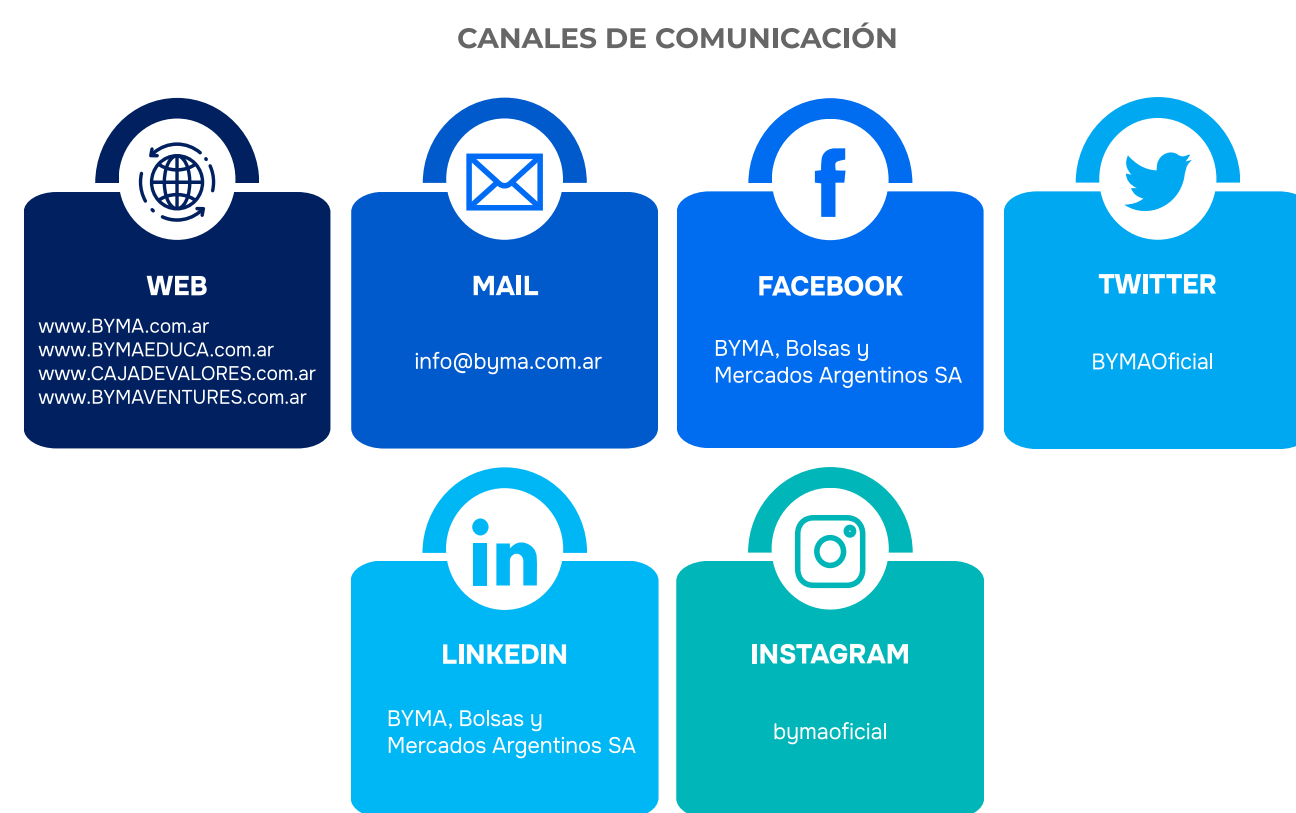 CANALES DE COMUNICACIÓN
WEB
www.BYMA.com.ar
www.BYMAEDUCA.com.ar
www.CAJADEVALORES.com.ar
www.BYMAVENTURES.com.ar
MAIL
info@byma.com.ar
FACEBOOK
BYMA, Bolsas y
Mercados Argentinos SA
TWITTER
BYMAOficial
LINKEDIN
BYMA, Bolsas y
Mercados Argentinos SA
INSTAGRAM
bymaoficial